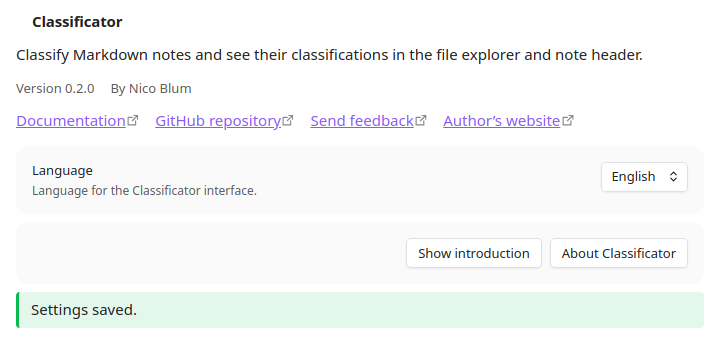 Classificator
Classify Markdown notes and see their classifications in the file explorer and note header.
Version 0.2.0 By Nico Blum
Documentation GitHub repository Send feedback Author’s website
Language
Language for the Classificator interface.
English
Show introduction About Classificator
Settings saved.